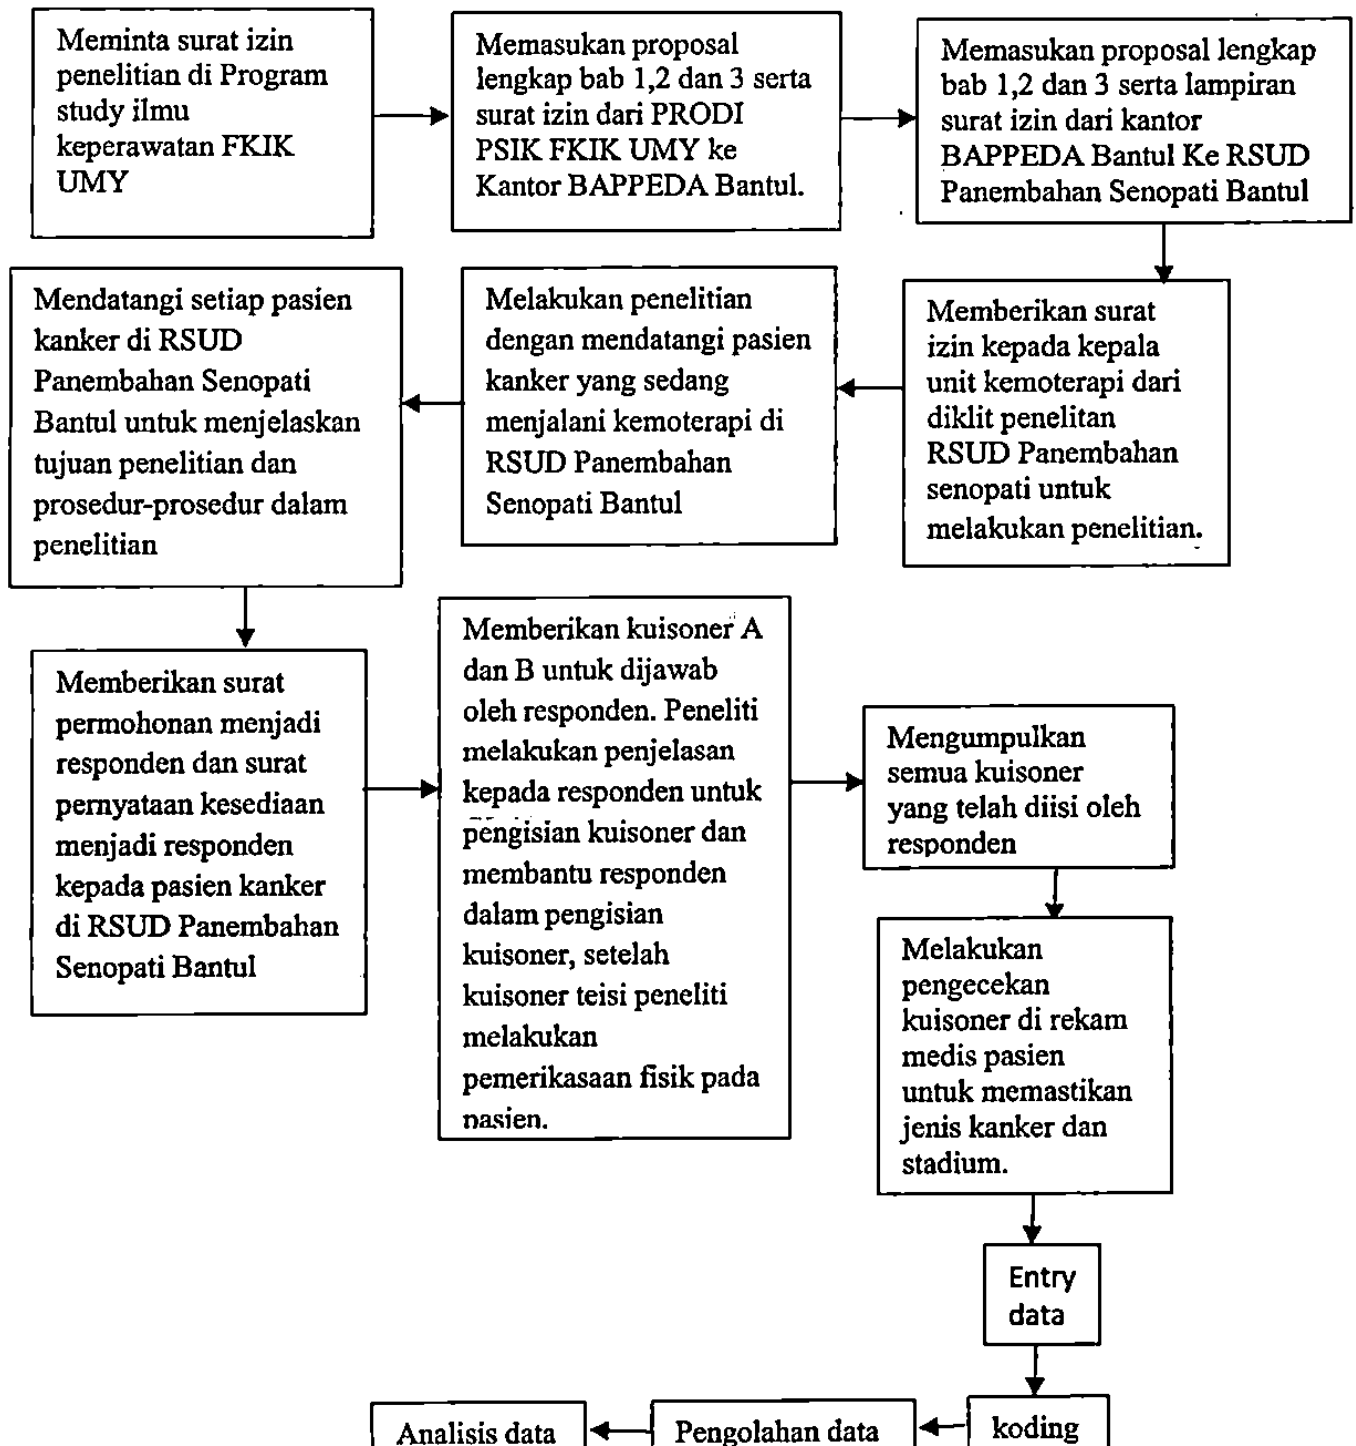 Meminta surat izin
penelitian di Program
study ilmu
keperawatan FKIK
UMY
Memasukan proposal
lengkap bab 1,2 dan 3 serta
surat izin dari PRODI
PSIK FKIK UMY ke
Kantor BAPPEDA Bantul.
Memasukan proposal lengkap
bab 1,2 dan 3 serta lampiran
surat izin dari kantor
BAPPEDA Bantul Ke RSUD
Panembahan Senopati Bantul
Memberikan surat
izin kepada kepala
unit kemoterapi dari
diklit penelitan
RSUD Panembahan
senopati untuk
melakukan penelitian.
Melakukan penelitian
dengan mendatangi pasien
kanker yang sedang
menjalani kemoterapi di
RSUD Panembahan
Senopati Bantul
Mendatangi setiap pasien
kanker di RSUD
Panembahan Senopati
Bantul untuk menjelaskan
tujuan penelitian dan
prosedur-prosedur dalam
penelitian
Memberikan surat
permohonan menjadi
responden dan surat
pernyataan kesediaan
menjadi responden
kepada pasien kanker
di RSUD Panembahan
Senopati Bantul
Memberikan kuisoner A
dan B untuk dijawab
oleh responden. Peneliti
melakukan penjelasan
kepada responden untuk
pengisian kuisoner dan
membantu responden
dalam pengisian
kuisoner, setelah
kuisoner teisi peneliti
melakukan
pemerikasaan fisik pada
pasien.
Mengumpulkan
semua kuisoner
yang telah diisi oleh
responden
Melakukan
pengecekan
kuisoner di rekam
medis pasien
untuk memastikan
jenis kanker dan
stadium.
Entry
data
koding
Pengolahan data
Analisis data